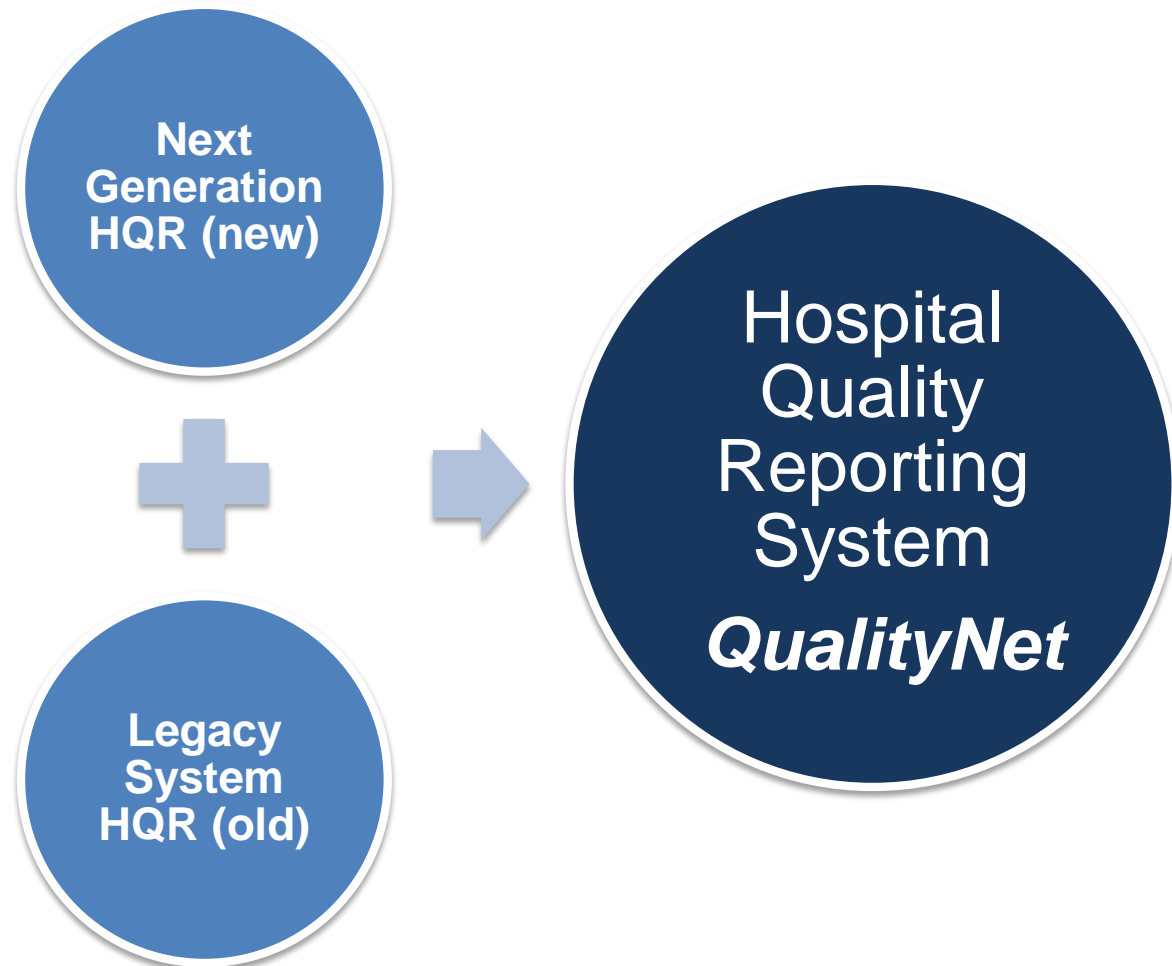 Next
Generation
HQR (new)
Legacy
System
HQR (old)
Hospital
Quality
Reporting
System
QualityNet